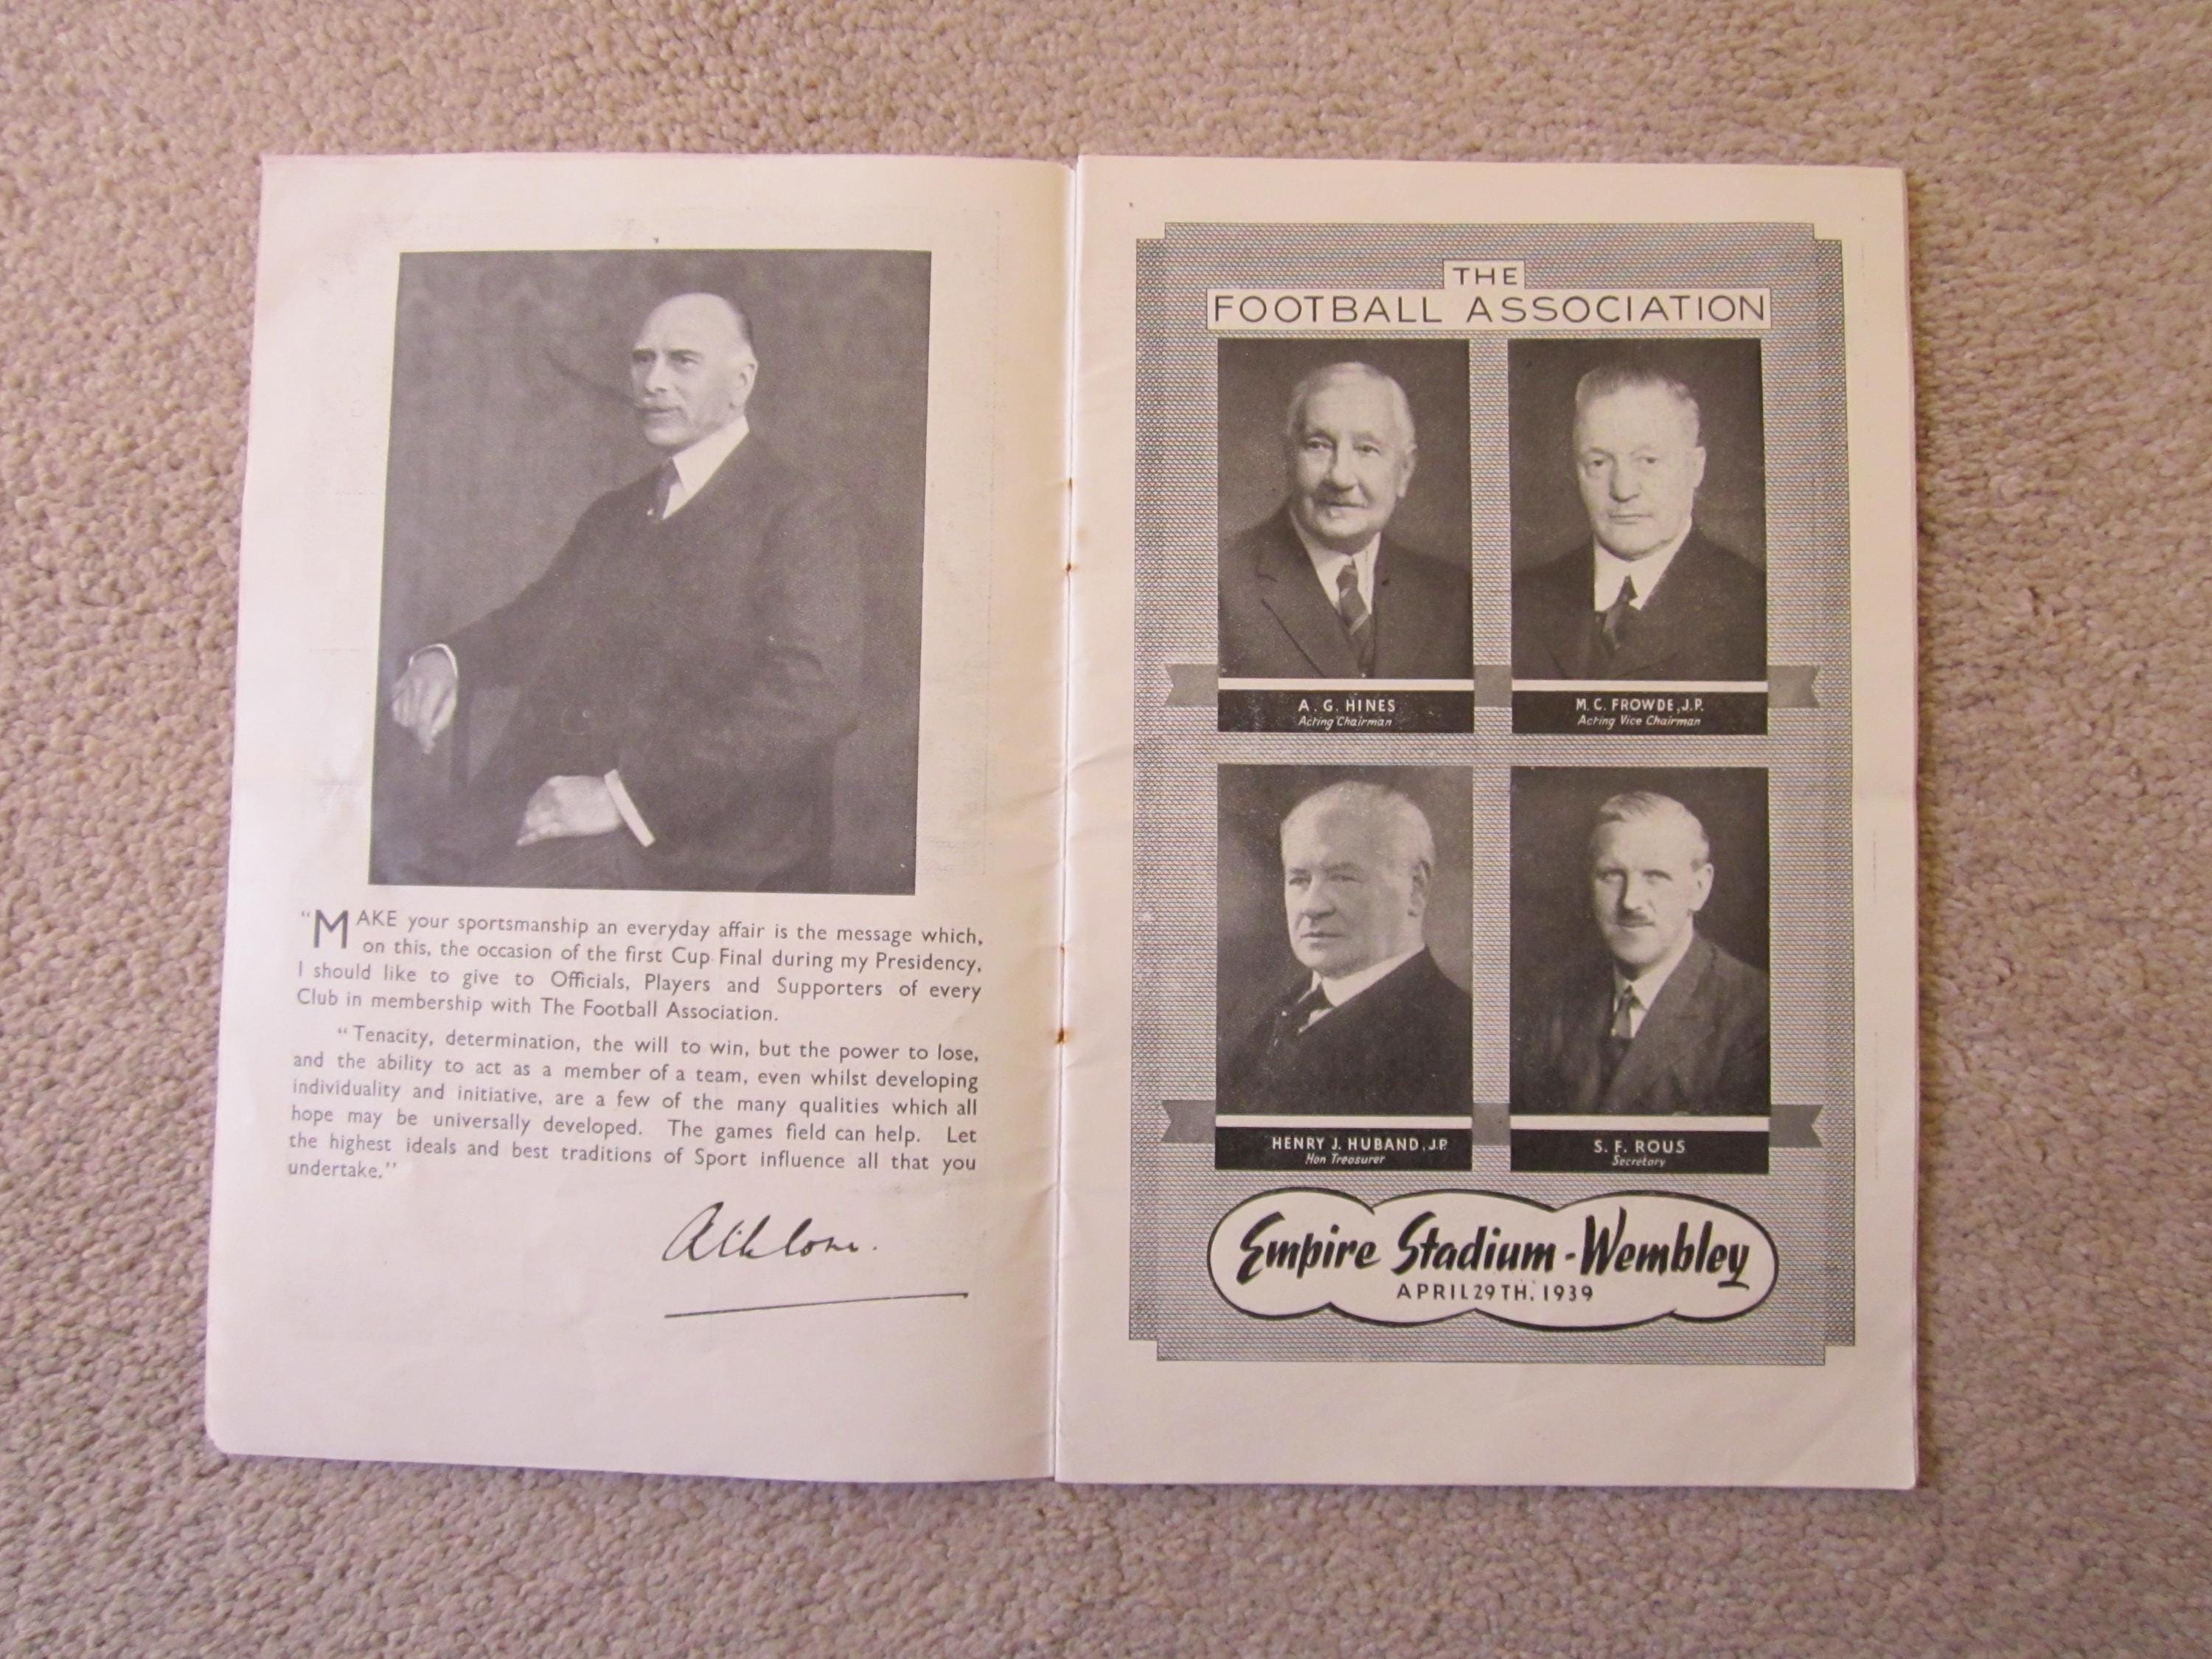 "MAKE your sportsmanship an everyday affair is the message which,
on this, the occasion of the first Cup Final during my Presidency,
I should like to give to Officials, Players and Supporters of every
Club in membership with The Football Association.
"Tenacity, determination, the will to win, but the power to lose,
and the ability to act as a member of a team, even whilst developing
individuality and initiative, are a few of the many qualities which all
hope may be universally developed. The games field can help. Let
the highest ideals and best traditions of Sport influence all that you
undertake."
Athlone.
THE
FOOTBALL ASSOCIATION
A. G. HINES
Acting Chairman
M. C. FROWDE, J.P.
Acting Vice Chairman
HENRY J. HUBAND, J.P.
Hon Treasurer
S. F. ROUS
Secretary
Empire Stadium - Wembley
APRIL 29TH, 1939